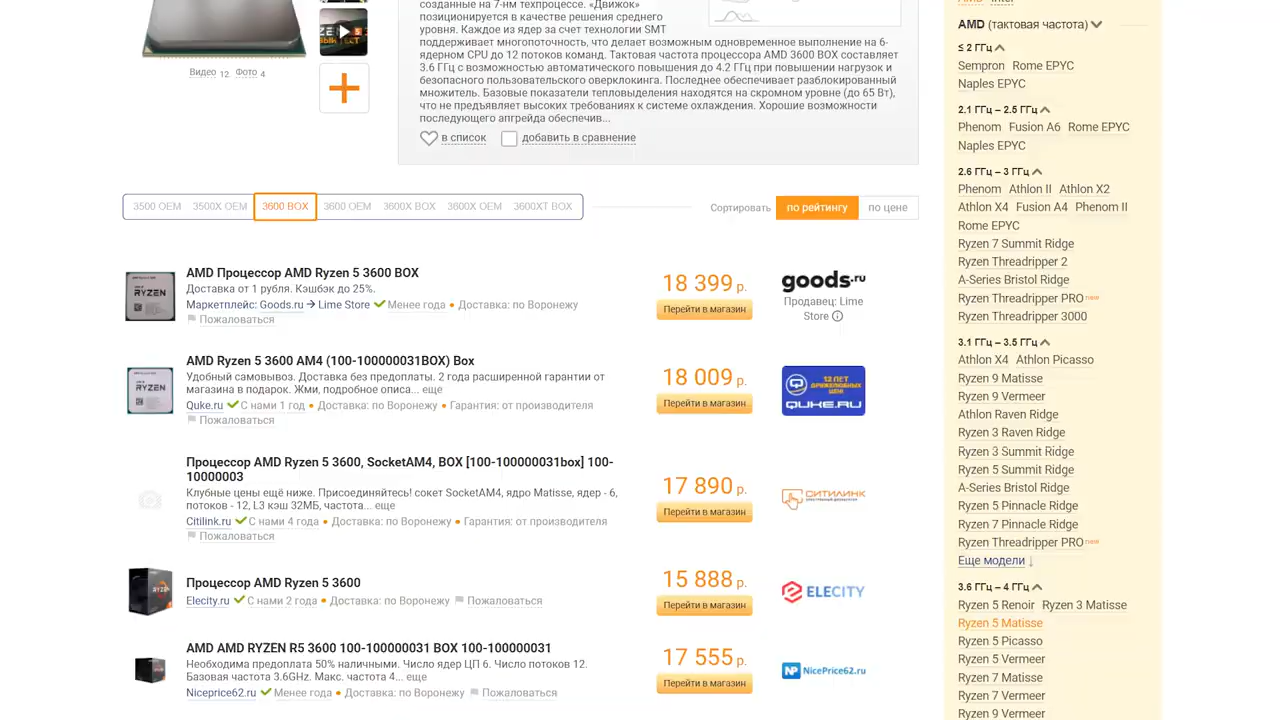 созданные на 7-нм техпроцессе. «Движок»
позиционируется в качестве решения среднего
уровня. Каждое из ядер за счет технологии SMT
поддерживает многопоточность, что делает возможным одновременное выполнение на 6-
ядерном CPU до 12 потоков команд. Тактовая частота процессора AMD 3600 BOX составляет
3.6 ГГц с возможностью автоматического повышения до 4.2 ГГц при повышении нагрузок и
безопасного пользовательского оверклокинга. Последнее обеспечивает разблокированный
множитель. Базовые показатели тепловыделения находятся на скромном уровне (до 65 Вт),
что не предъявляет высоких требований к системе охлаждения. Хорошие возможности
последующего апгрейда обеспечив...
Видео 12 Фото 4
в список добавить в сравнение
3500 OEM 3500X OEM 3600 BOX 3600 OEM 3600X BOX 3600X OEM 3600XT BOX
Сортировать по рейтингу по цене
AMD Процессор AMD Ryzen 5 3600 BOX
Доставка от 1 рубля. Кэшбэк до 25%.
Маркетплейс: Goods.ru → Lime Store Менее года • Доставка: по Воронежу
Пожаловаться
18 399 р.
Перейти в магазин
goods.ru
Продавец: Lime
Store
AMD Ryzen 5 3600 AM4 (100-100000031BOX) Box
Удобный самовывоз. Доставка без предоплаты. 2 года расширенной гарантии от
магазина в подарок. Жми, подробное описа... еще
Quke.ru С нами 1 год • Доставка: по Воронежу • Гарантия: от производителя
Пожаловаться
18 009 р.
Перейти в магазин
12 ЛЕТ
ДРУЖЕЛЮБНЫХ
ЦЕН!
QUKE.RU
Процессор AMD Ryzen 5 3600, SocketAM4, BOX [100-100000031box] 100-
10000003
Клубные цены ещё ниже. Присоединяйтесь! сокет SocketAM4, ядро Matisse, ядер - 6,
потоков - 12, L3 кэш 32МБ, частота... еще
Citilink.ru С нами 4 года • Доставка: по Воронежу • Гарантия: от производителя
Пожаловаться
17 890 р.
Перейти в магазин
СИТИЛИНК
Процессор AMD Ryzen 5 3600
Elecity.ru С нами 2 года • Доставка: по Воронежу Пожаловаться
15 888 р.
Перейти в магазин
ELECITY
AMD AMD RYZEN R5 3600 100-100000031 BOX 100-100000031
Необходима предоплата 50% наличными. Число ядер ЦП 6. Число потоков 12.
Базовая частота 3.6GHz. Макс. частота 4... еще
Niceprice62.ru Менее года • Доставка: по Воронежу Пожаловаться
17 555 р.
Перейти в магазин
NP NicePrice62.ru
AMD (тактовая частота)
≤ 2 ГГц
Sempron Rome EPYC
Naples EPYC
2.1 ГГц – 2.5 ГГц
Phenom Fusion A6 Rome EPYC
Naples EPYC
2.6 ГГц – 3 ГГц
Phenom Athlon II Athlon X2
Athlon X4 Fusion A4 Phenom II
Rome EPYC
Ryzen 7 Summit Ridge
Ryzen Threadripper 2
A-Series Bristol Ridge
Ryzen Threadripper PRO new
Ryzen Threadripper 3000
3.1 ГГц – 3.5 ГГц
Athlon X4 Athlon Picasso
Ryzen 9 Matisse
Ryzen 9 Vermeer
Athlon Raven Ridge
Ryzen 3 Raven Ridge
Ryzen 3 Summit Ridge
Ryzen 5 Summit Ridge
A-Series Bristol Ridge
Ryzen 5 Pinnacle Ridge
Ryzen 7 Pinnacle Ridge
Ryzen Threadripper PRO new
Еще модели ↓
3.6 ГГц – 4 ГГц
Ryzen 5 Renoir Ryzen 3 Matisse
Ryzen 5 Matisse
Ryzen 5 Picasso
Ryzen 5 Vermeer
Ryzen 7 Matisse
Ryzen 7 Vermeer
Ryzen 9 Vermeer